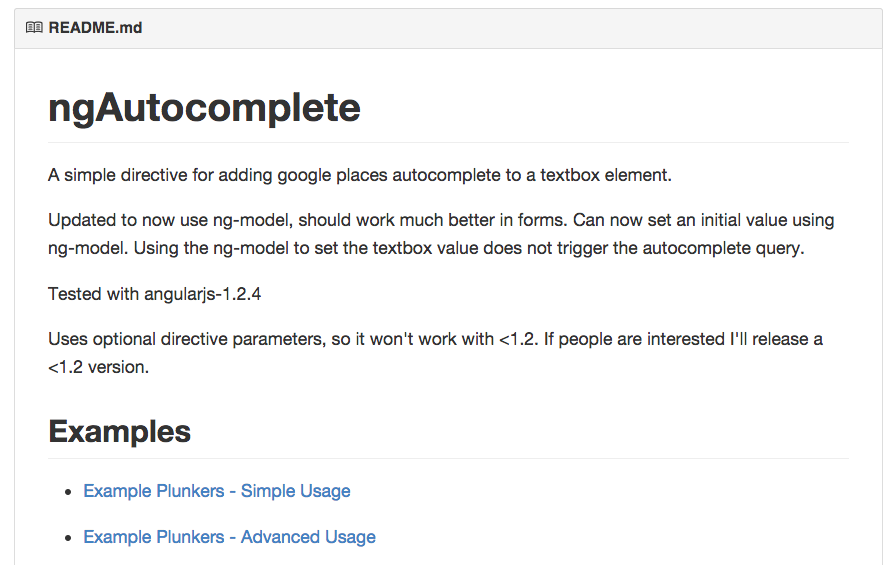 README.md
ngAutocomplete
A simple directive for adding google places autocomplete to a textbox element.
Updated to now use ng-model, should work much better in forms. Can now set an initial value using
ng-model. Using the ng-model to set the textbox value does not trigger the autocomplete query.
Tested with angularjs-1.2.4
Uses optional directive parameters, so it won't work with <1.2. If people are interested I'll release a
<1.2 version.
Examples
Example Plunkers - Simple Usage
Example Plunkers - Advanced Usage